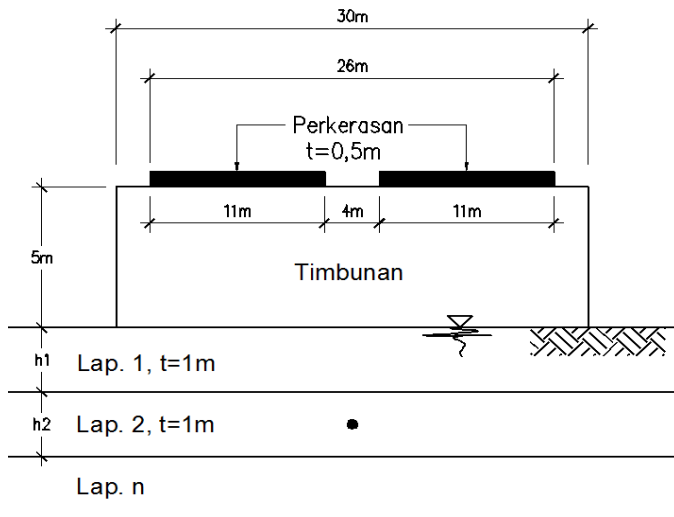 30m
26m
Perkerasan
t=0,5m
11m
4m
11m
5m
Timbunan
h1
Lap. 1, t=1m
h2
Lap. 2, t=1m
Lap. n